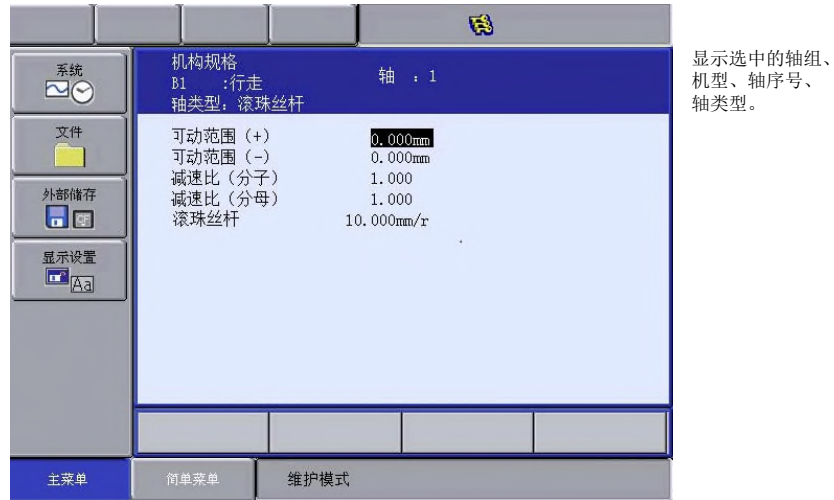 系统
文件
外部储存
显示设置
Aa
机构规格
B1 :行走 轴 :1
轴类型:滚珠丝杆
可动范围 (+) 0.000mm
可动范围 (-) 0.000mm
减速比 (分子) 1.000
减速比 (分母) 1.000
滚珠丝杆 10.000mm/r
主菜单
简单菜单
维护模式
显示选中的轴组、
机型、轴序号、
轴类型。